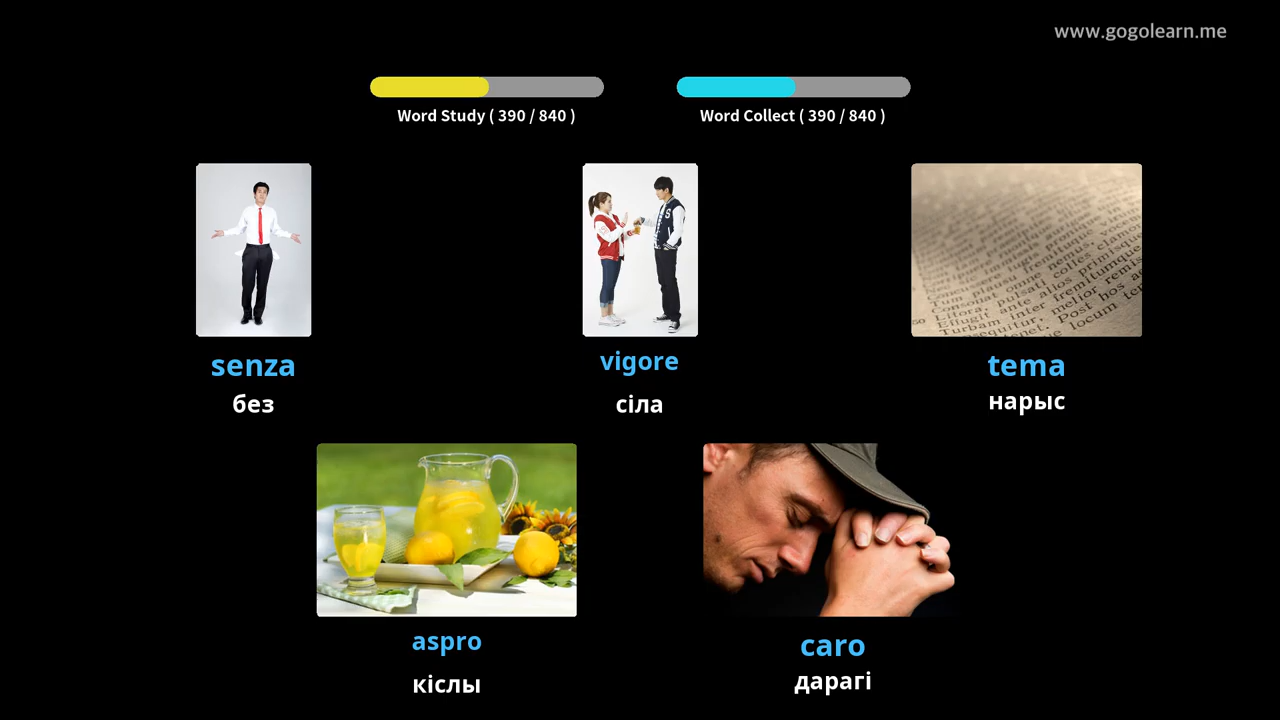 www.gogolearn.me
Word Study ( 390 / 840 )
Word Collect ( 390 / 840 )
senza
без
vigore
сіла
tema
нарыс
aspro
кіслы
caro
дарагі